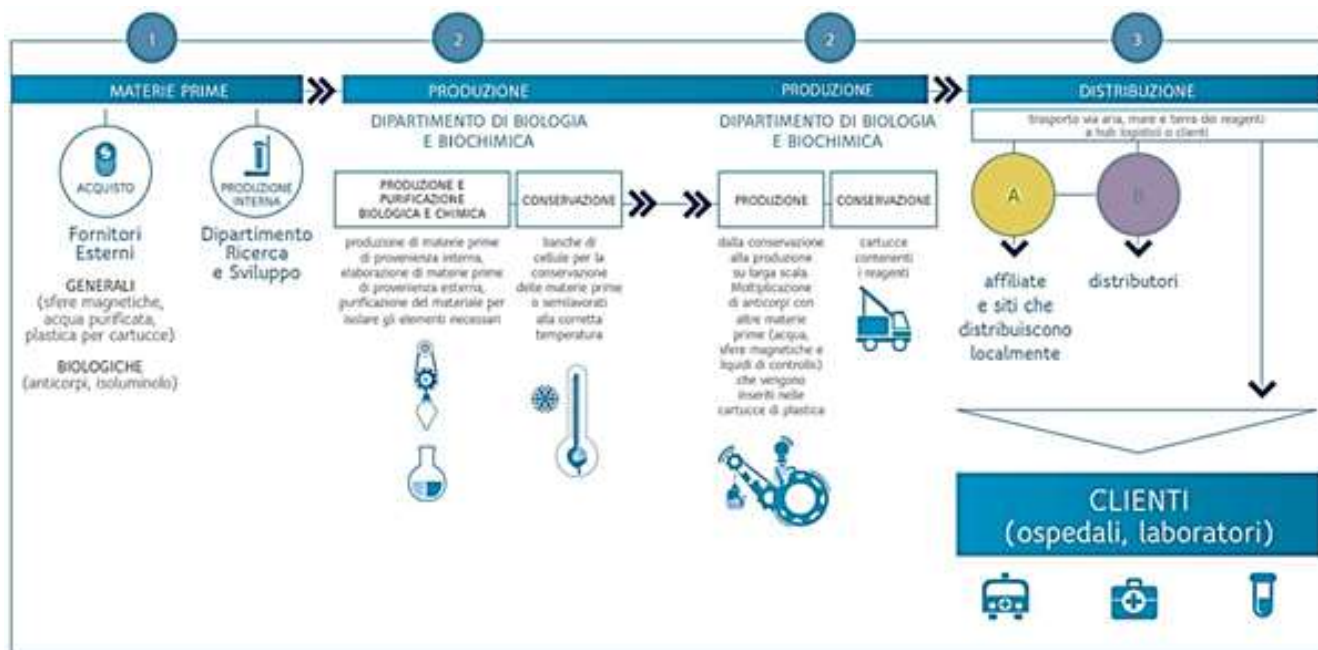 1
2
2
3
MATERIE PRIME
PRODUZIONE
PRODUZIONE
DISTRIBUZIONE
ACQUISTO
Fornitori
Esterni
GENERALI
(sfere magnetiche,
acqua purificata,
plastica per cartucce)
BIOLOGICHE
(anticorpi, isoluminolo)
PRODUZIONE
INTERNA
Dipartimento
Ricerca
e Sviluppo
DIPARTIMENTO DI BIOLOGIA
E BIOCHIMICA
PRODUZIONE E
PURIFICAZIONE
BIOLOGICA E CHIMICA
produzione di materie prime
di provenienza interna,
elaborazione di materie prime
di provenienza esterna,
purificazione del materiale per
isolare gli elementi necessari
CONSERVAZIONE
banche di
cellule per la
conservazione
delle materie prime
o semilavorati
alla corretta
temperatura
DIPARTIMENTO DI BIOLOGIA
E BIOCHIMICA
PRODUZIONE
dalla conservazione
alla produzione
su larga scala.
Moltiplicazione
di anticorpi con
altre materie
prime (acqua,
sfere magnetiche e
liquidi di controllo)
che vengono
inseriti nelle
cartucce di plastica
CONSERVAZIONE
cartucce
contenenti
i reagenti
trasporto via aria, mare e terra dei reagenti
a hub logistici o clienti
A
B
affiliate
e siti che
distribuiscono
localmente
distributori
CLIENTI
(ospedali, laboratori)